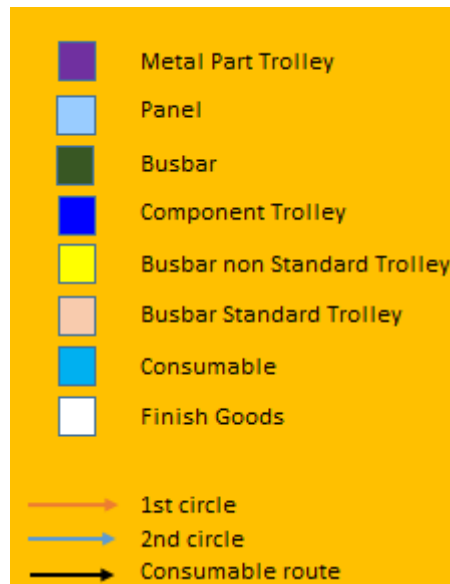 Metal Part Trolley
Panel
Busbar
Component Trolley
Busbar non Standard Trolley
Busbar Standard Trolley
Consumable
Finish Goods
1st circle
2nd circle
Consumable route